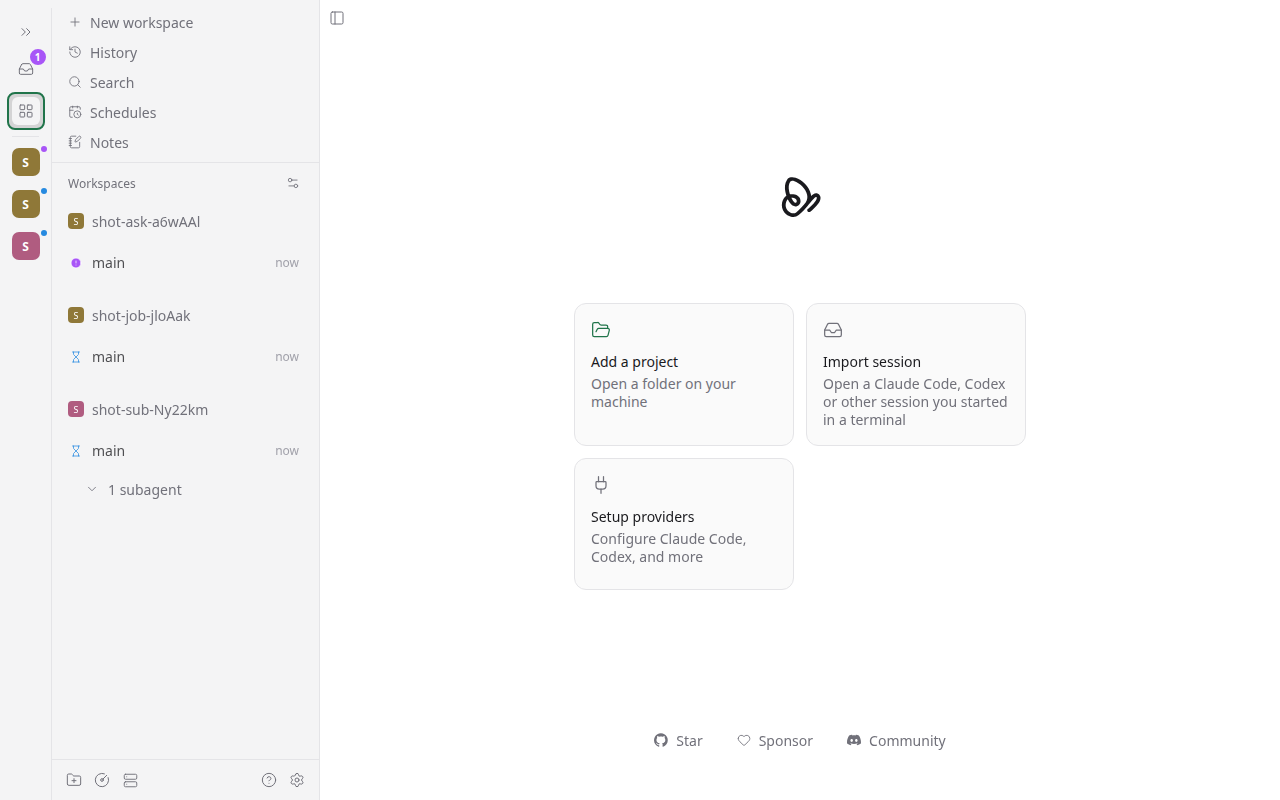 1
New workspace
History
Search
Schedules
Notes
S
S
S
Workspaces
S shot-ask-a6wAAl
main now
S shot-job-jloAak
main now
S shot-sub-Ny22km
main now
1 subagent
Add a project
Open a folder on your
machine
Import session
Open a Claude Code, Codex
or other session you started
in a terminal
Setup providers
Configure Claude Code,
Codex, and more
Star
Sponsor
Community